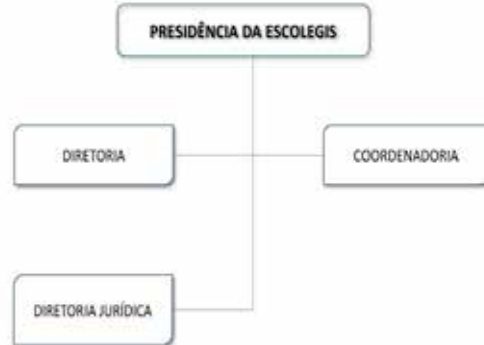 PRESIDÊNCIA DA ESCOLEGIS
DIRETORIA
COORDENADORIA
DIRETORIA JURÍDICA